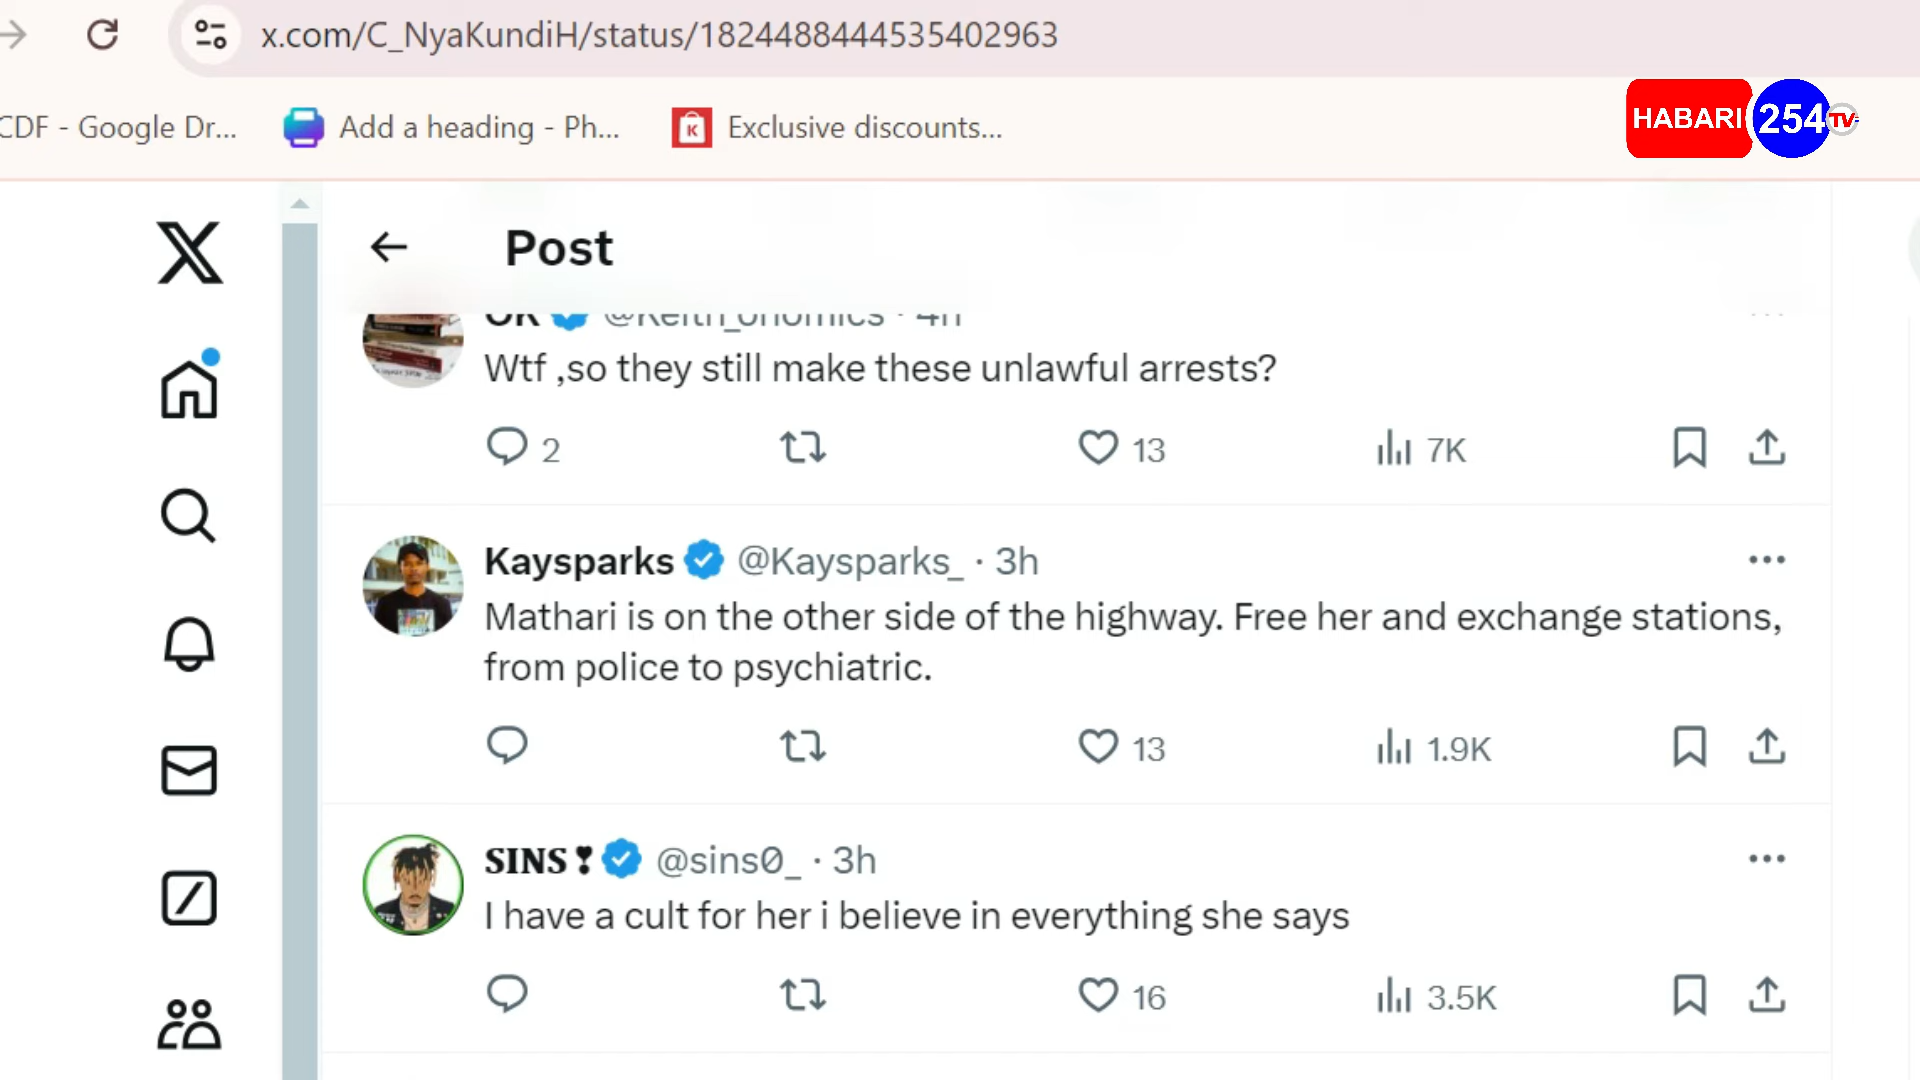 x.com/C_NyaKundiH/status/1824488444535402963
CDF - Google Dr...
Add a heading - Ph...
Exclusive discounts...
HABARI 254 TV
Post
OK @Keith_onomics · 4h
Wtf ,so they still make these unlawful arrests?
2 13 7K
Kaysparks @Kaysparks_ · 3h
Mathari is on the other side of the highway. Free her and exchange stations,
from police to psychiatric.
13 1.9K
SINS❣ @sins0_ · 3h
I have a cult for her i believe in everything she says
16 3.5K